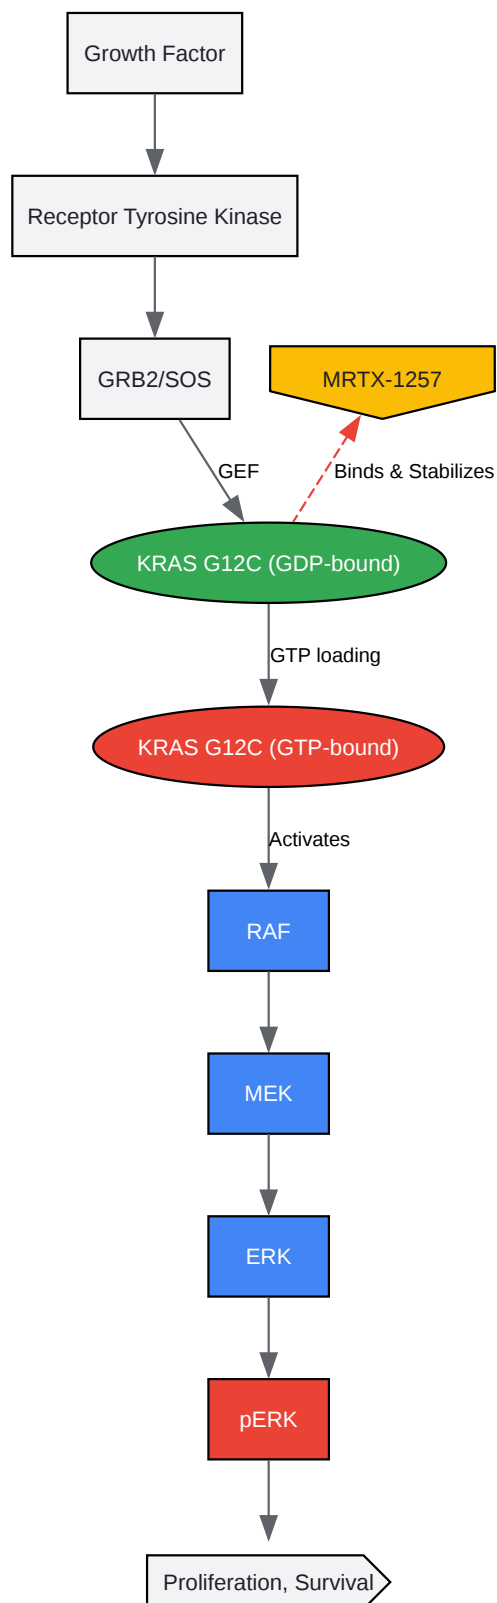 Growth Factor
Receptor Tyrosine Kinase
GRB2/SOS
MRTX-1257
GEF
Binds & Stabilizes
KRAS G12C (GDP-bound)
GTP loading
KRAS G12C (GTP-bound)
Activates
RAF
MEK
ERK
pERK
Proliferation, Survival